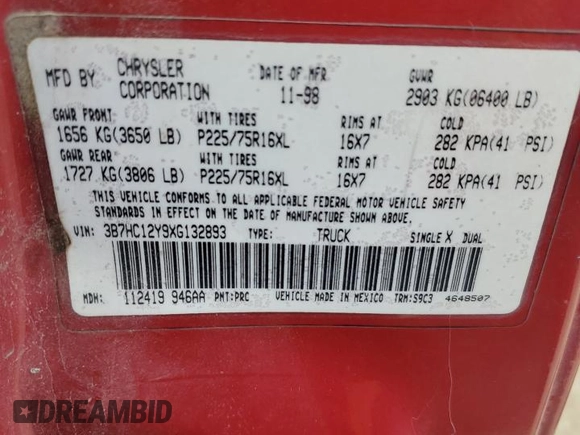 MFD BY CHRYSLER CORPORATION DATE OF MFR 11-98 GVWR 2903 KG(06400 LB)
GAWR FRONT WITH TIRES RIMS AT COLD
1656 KG(3650 LB) P225/75R16XL 16X7 282 KPA(41 PSI)
GAWR REAR WITH TIRES RIMS AT COLD
1727 KG(3806 LB) P225/75R16XL 16X7 282 KPA(41 PSI)
THIS VEHICLE CONFORMS TO ALL APPLICABLE FEDERAL MOTOR VEHICLE SAFETY
STANDARDS IN EFFECT ON THE DATE OF MANUFACTURE SHOWN ABOVE.
VIN: 3B7HC12Y9XG132893 TYPE: TRUCK SINGLE X DUAL
MDH: 112419 946AA PNT:PRC VEHICLE MADE IN MEXICO TRM:S9C3 4648507
DREAMBID